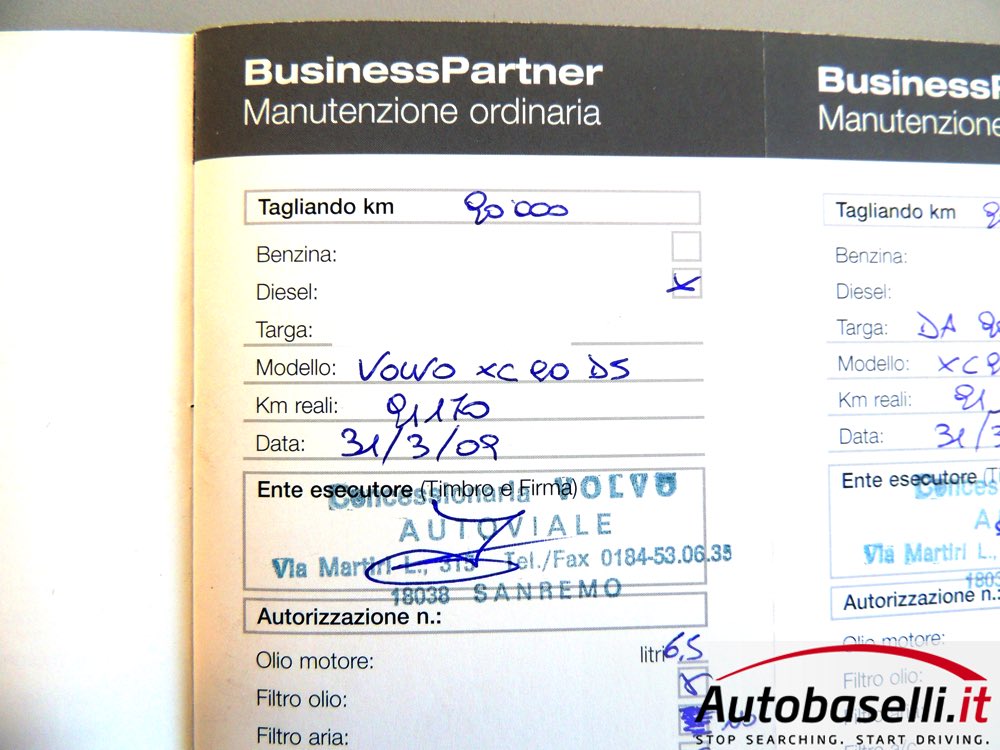 BusinessPartner
Manutenzione ordinaria
Tagliando km 90'000
Benzina:
Diesel: x
Targa:
Modello: VOLVO XC 90 D5
Km reali: 91170
Data: 31/3/09
Ente esecutore (Timbro e Firma)
Concessionaria VOLVO
AUTOVIALE
Via Martiri L., 315 Tel./Fax 0184-53.06.35
18038 SANREMO
Autorizzazione n.:
Olio motore: litri 6,5
Filtro olio:
Filtro aria:
Business
Manutenzione
Tagliando km
Benzina:
Diesel:
Targa: DA
Modello: XC
Km reali: 91
Data: 31/3
Ente esecutore
Via Martiri L.,
Autorizzazione n.:
Olio motore:
Filtro olio:
Autobaselli.it
STOP SEARCHING. START DRIVING.